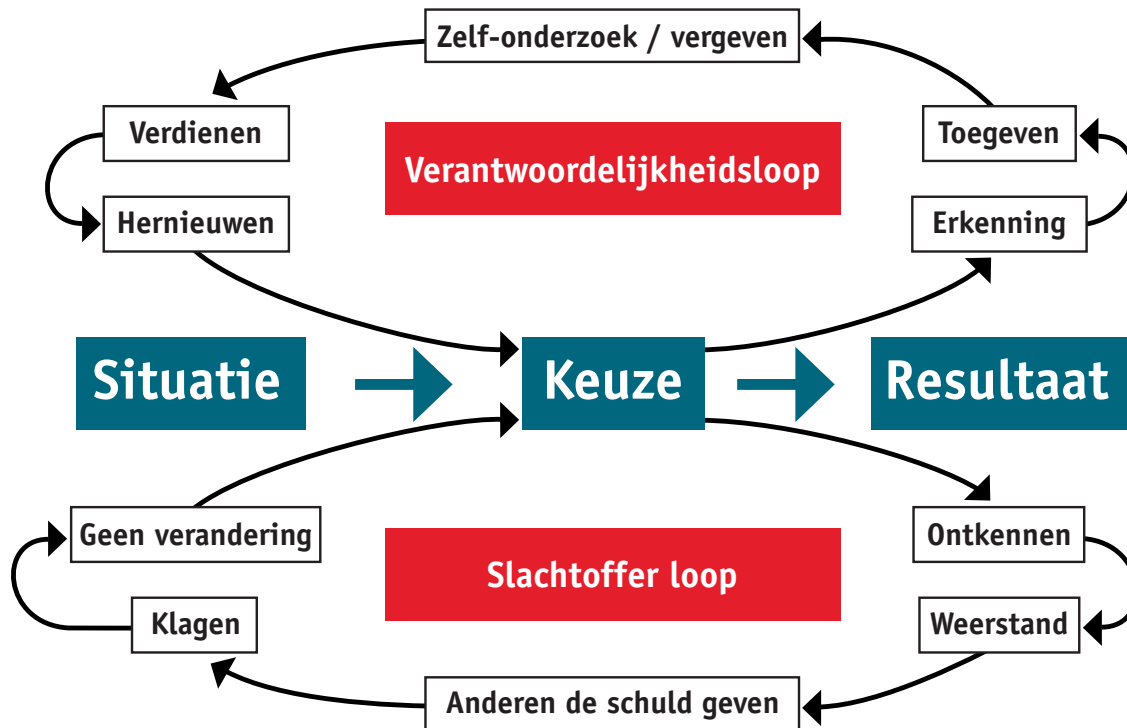 Zelf-onderzoek / vergeven
Verdienen
Verantwoordelijkheidsloop
Toegeven
Hernieuwen
Erkenning
Situatie
Keuze
Resultaat
Geen verandering
Slachtoffer loop
Ontkennen
Klagen
Weerstand
Anderen de schuld geven